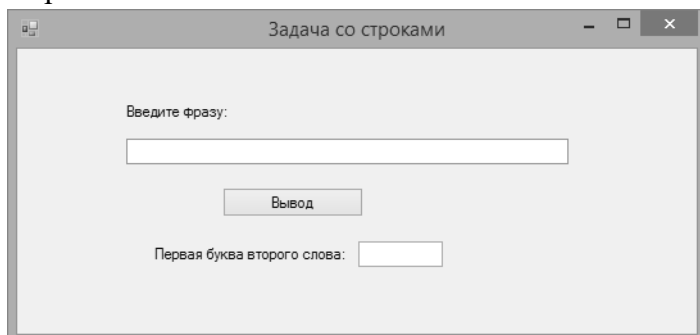 Задача со строками
Введите фразу:
Вывод
Первая буква второго слова: